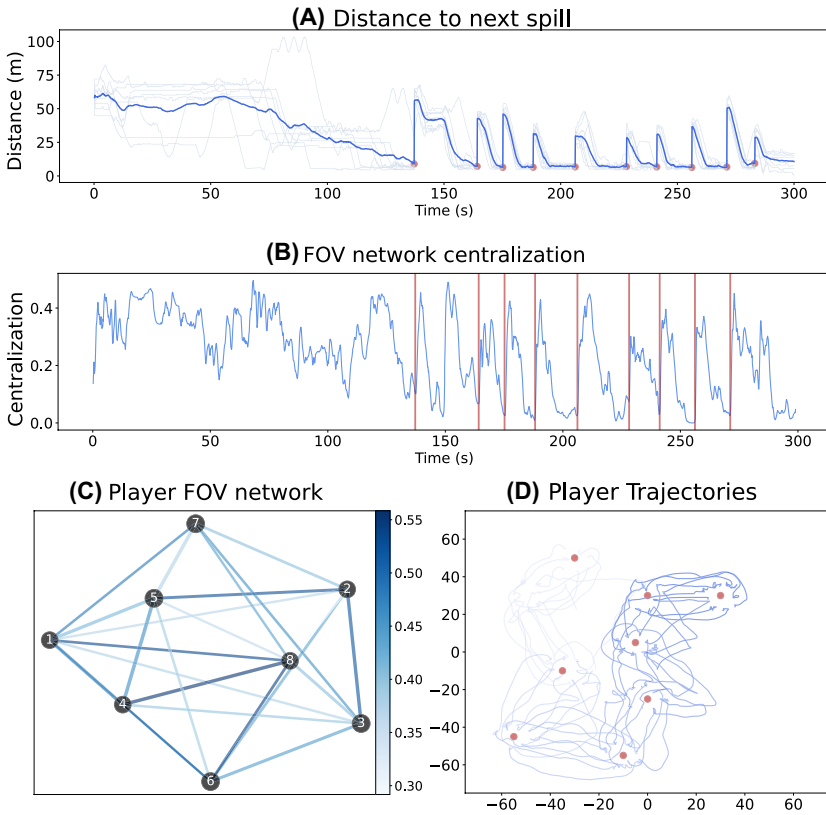 (A) Distance to next spill
Distance (m)
100
75
50
25
0
0 50 100 150 200 250 300
Time (s)
(B) FOV network centralization
Centralization
0.4
0.2
0.0
0 50 100 150 200 250 300
Time (s)
(C) Player FOV network
7
2
5
1
8
4
3
6
0.55
0.50
0.45
0.40
0.35
0.30
(D) Player Trajectories
60
40
20
0
−20
−40
−60
−60 −40 −20 0 20 40 60